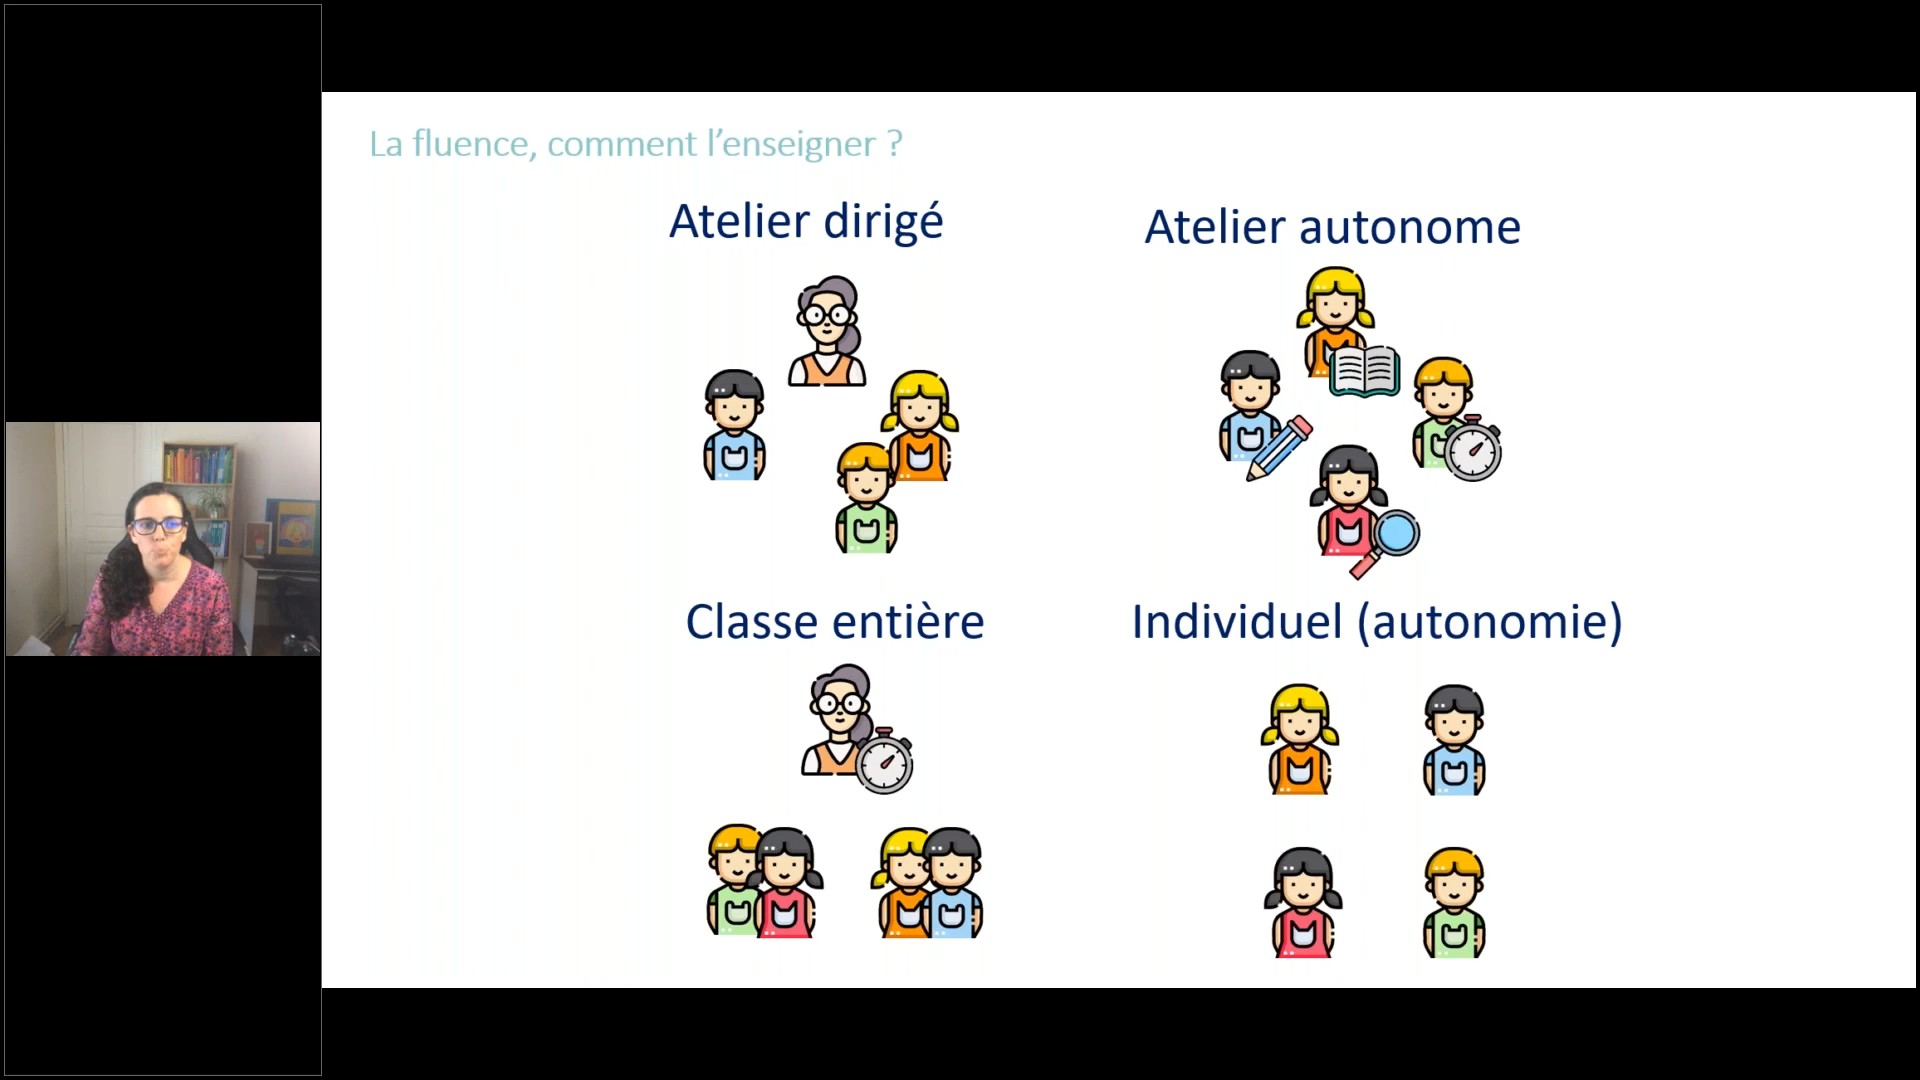 La fluence, comment l’enseigner ?
Atelier dirigé
Atelier autonome
Classe entière
Individuel (autonomie)